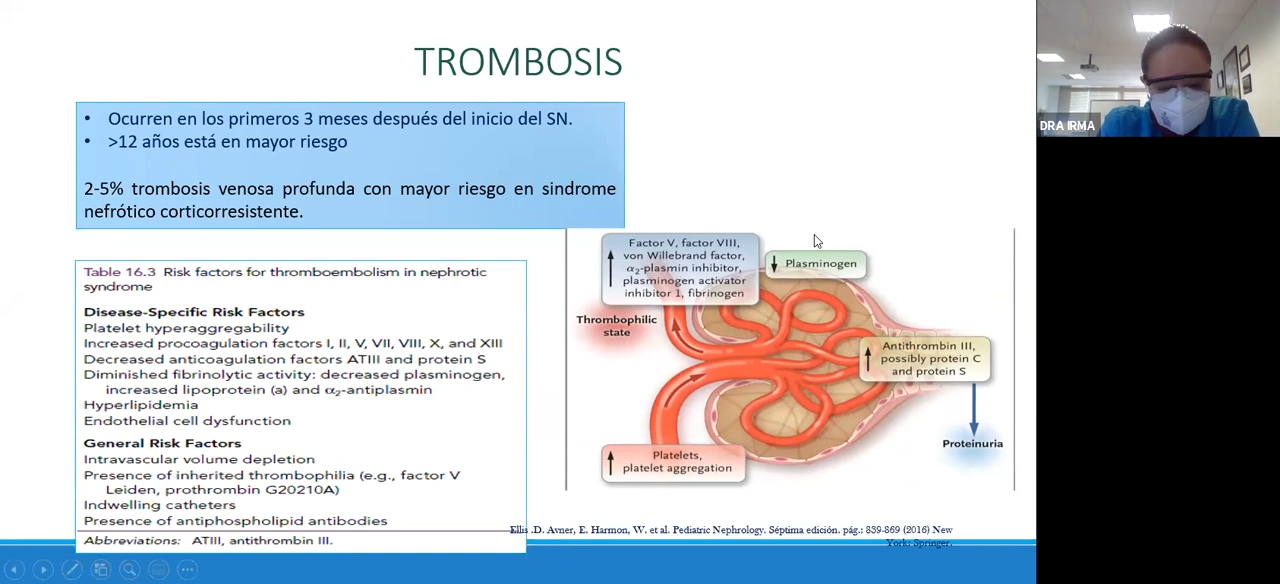 TROMBOSIS
• Ocurren en los primeros 3 meses después del inicio del SN.
• >12 años está en mayor riesgo
2-5% trombosis venosa profunda con mayor riesgo en sindrome
nefrótico corticorresistente.
Table 16.3 Risk factors for thromboembolism in nephrotic
syndrome
Disease-Specific Risk Factors
Platelet hyperaggregability
Increased procoagulation factors I, II, V, VII, VIII, X, and XIII
Decreased anticoagulation factors ATIII and protein S
Diminished fibrinolytic activity: decreased plasminogen,
increased lipoprotein (a) and α2-antiplasmin
Hyperlipidemia
Endothelial cell dysfunction
General Risk Factors
Intravascular volume depletion
Presence of inherited thrombophilia (e.g., factor V
Leiden, prothrombin G20210A)
Indwelling catheters
Presence of antiphospholipid antibodies
Abbreviations: ATIII, antithrombin III.
Factor V, factor VIII,
von Willebrand factor,
α2-plasmin inhibitor,
plasminogen activator
inhibitor 1, fibrinogen
Plasminogen
Thrombophilic
state
Antithrombin III,
possibly protein C
and protein S
Proteinuria
Platelets,
platelet aggregation
Ellis .D. Avner, E. Harmon, W. et al. Pediatric Nephrology. Séptima edición. pág.: 839-869 (2016) New
York: Springer.
DRA IRMA